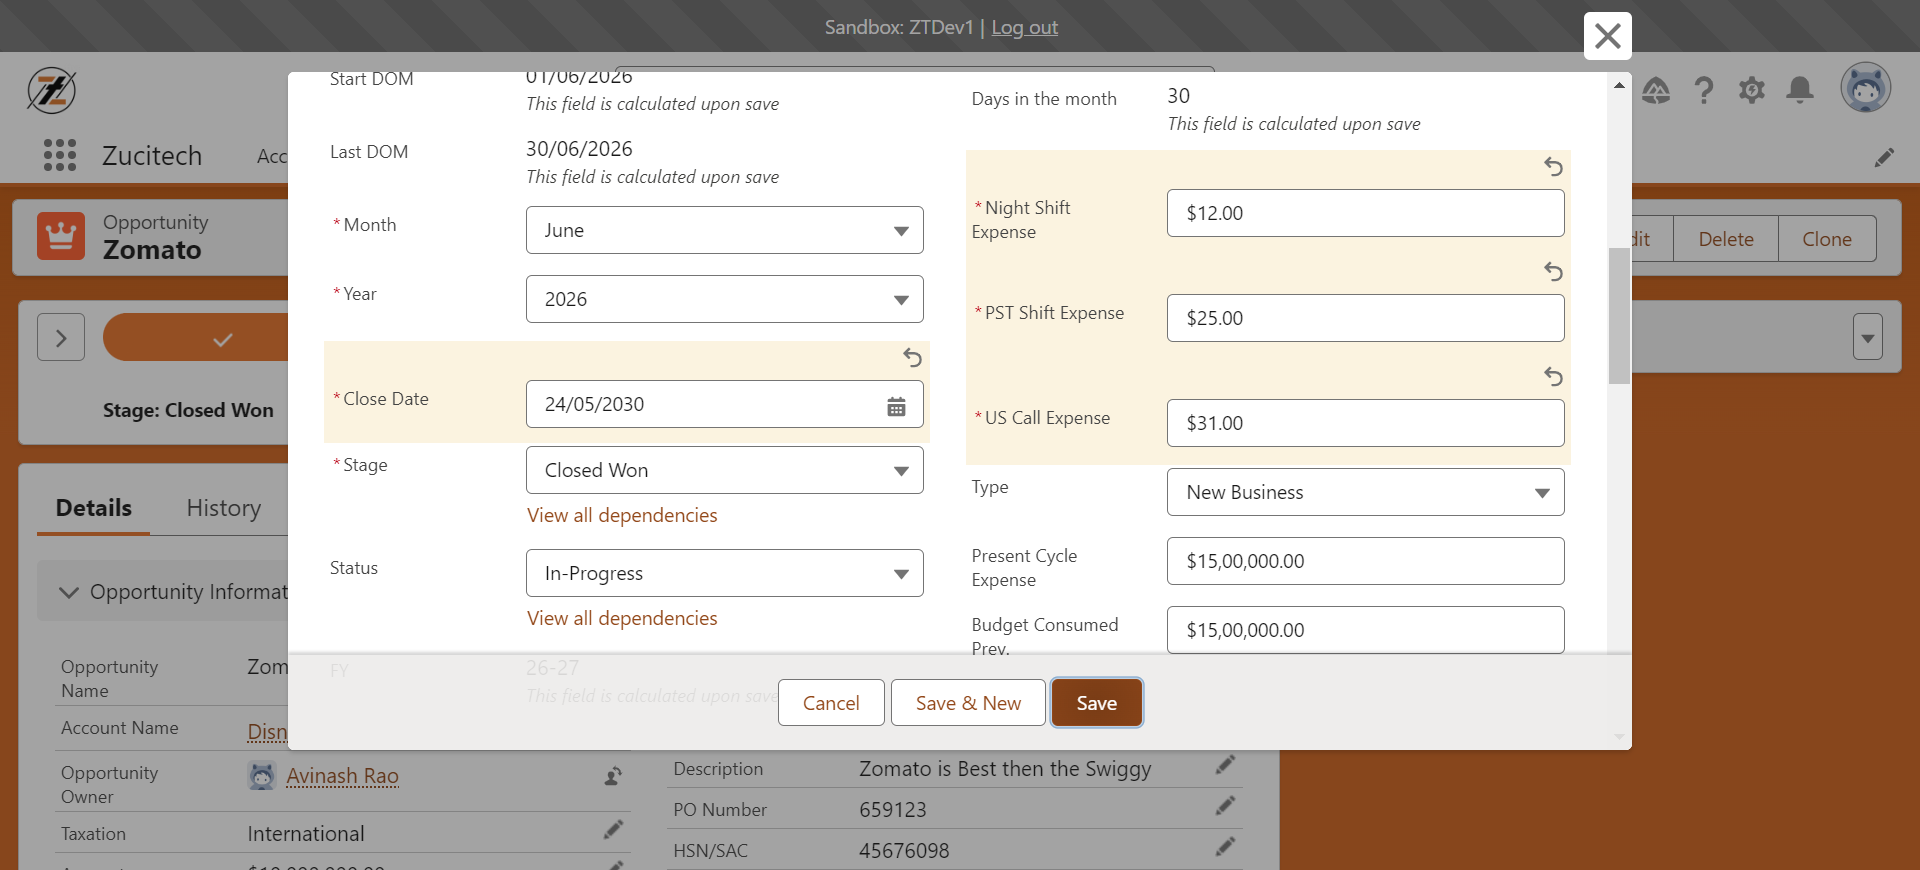 Sandbox: ZTDev1 | Log out
Zucitech
Acc
Opportunity
Zomato
dit
Delete
Clone
Stage: Closed Won
Details
History
Opportunity Informat
Opportunity Name
Zom
Account Name
Disn
Opportunity Owner
Avinash Rao
Taxation
International
Start DOM
01/06/2026
This field is calculated upon save
Last DOM
30/06/2026
This field is calculated upon save
*Month
June
*Year
2026
*Close Date
24/05/2030
*Stage
Closed Won
View all dependencies
Status
In-Progress
View all dependencies
FY
26-27
This field is calculated upon save
Days in the month
30
This field is calculated upon save
*Night Shift Expense
$12.00
*PST Shift Expense
$25.00
*US Call Expense
$31.00
Type
New Business
Present Cycle Expense
$15,00,000.00
Budget Consumed Prev.
$15,00,000.00
Cancel
Save & New
Save
Description
Zomato is Best then the Swiggy
PO Number
659123
HSN/SAC
45676098